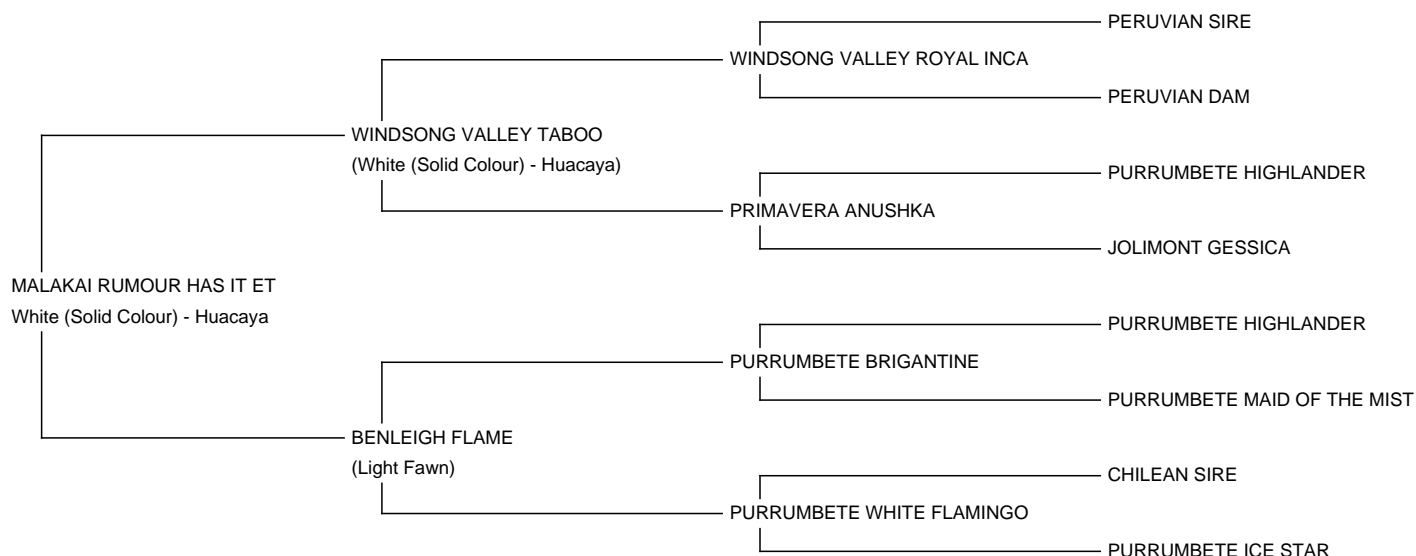 PERUVIAN SIRE
WINDSONG VALLEY ROYAL INCA
PERUVIAN DAM
WINDSONG VALLEY TABOO
(White (Solid Colour) - Huacaya)
PURRUMBETE HIGHLANDER
PRIMAVERA ANUSHKA
JOLIMONT GESSICA
MALAKAI RUMOUR HAS IT ET
White (Solid Colour) - Huacaya
PURRUMBETE HIGHLANDER
PURRUMBETE BRIGANTINE
PURRUMBETE MAID OF THE MIST
BENLEIGH FLAME
(Light Fawn)
CHILEAN SIRE
PURRUMBETE WHITE FLAMINGO
PURRUMBETE ICE STAR